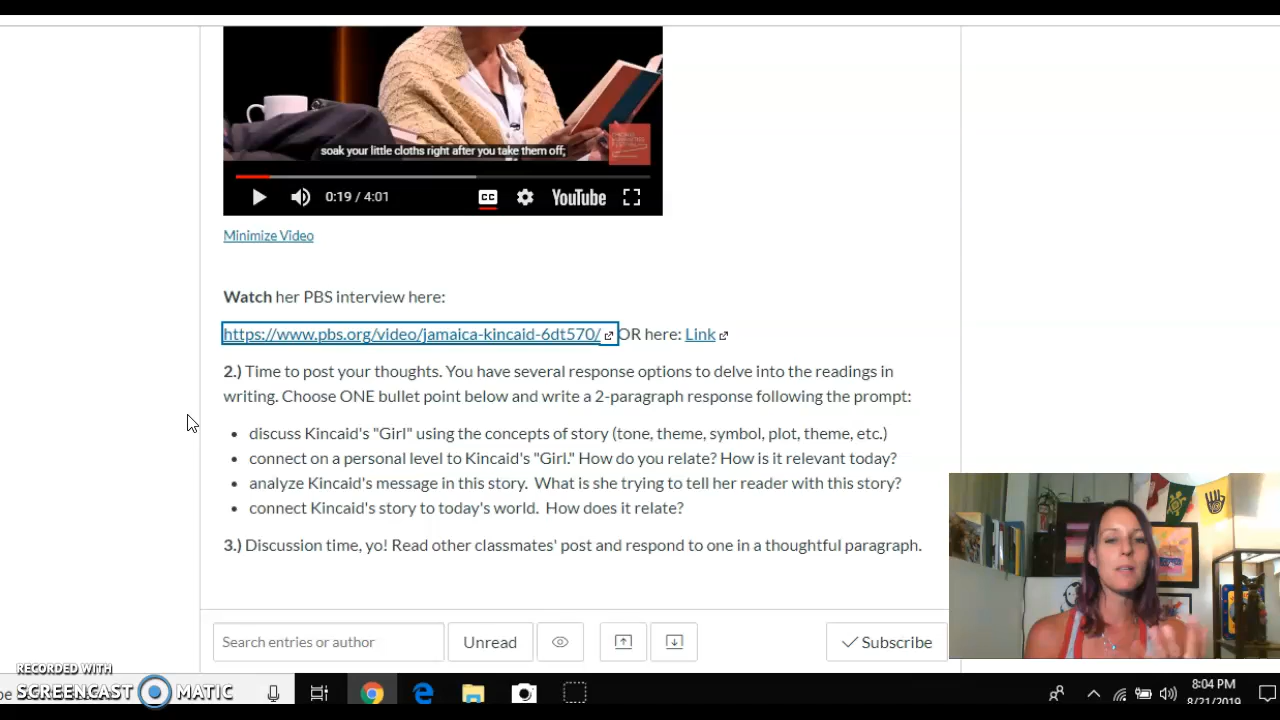 soak your little cloths right after you take them off;
0:19 / 4:01
CC
YouTube
Minimize Video
Watch her PBS interview here:
https://www.pbs.org/video/jamaica-kincaid-6dt570/ OR here: Link
2.) Time to post your thoughts. You have several response options to delve into the readings in
writing. Choose ONE bullet point below and write a 2-paragraph response following the prompt:
• discuss Kincaid's "Girl" using the concepts of story (tone, theme, symbol, plot, theme, etc.)
• connect on a personal level to Kincaid's "Girl." How do you relate? How is it relevant today?
• analyze Kincaid's message in this story. What is she trying to tell her reader with this story?
• connect Kincaid's story to today's world. How does it relate?
3.) Discussion time, yo! Read other classmates' post and respond to one in a thoughtful paragraph.
Search entries or author
Unread
Subscribe
RECORDED WITH
SCREENCAST MATIC
8:04 PM
8/21/2019